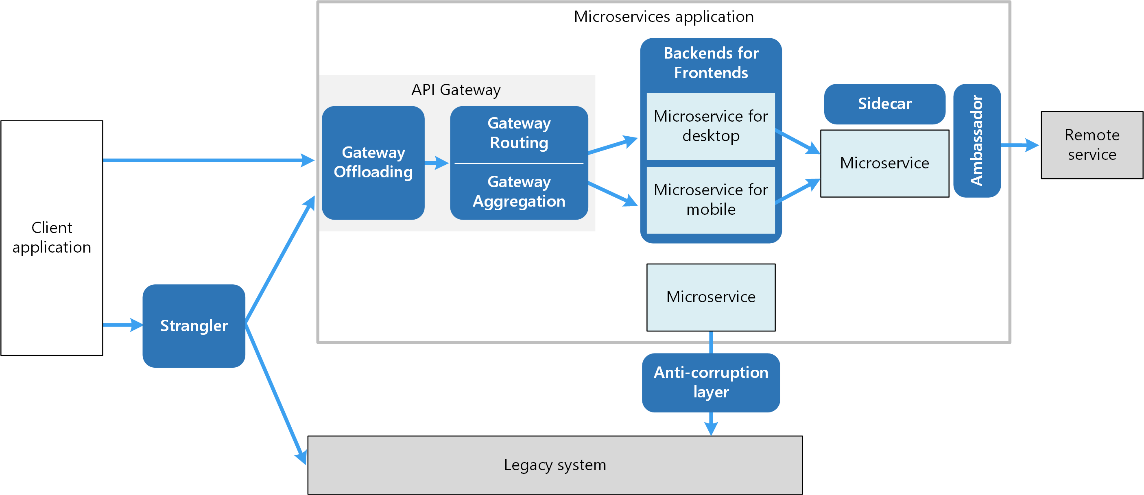 Microservices application
Backends for
Frontends
API Gateway
Sidecar
Ambassador
Gateway
Offloading
Gateway
Routing
Gateway
Aggregation
Microservice for
desktop
Microservice for
mobile
Microservice
Remote
service
Client
application
Strangler
Microservice
Anti-corruption
layer
Legacy system